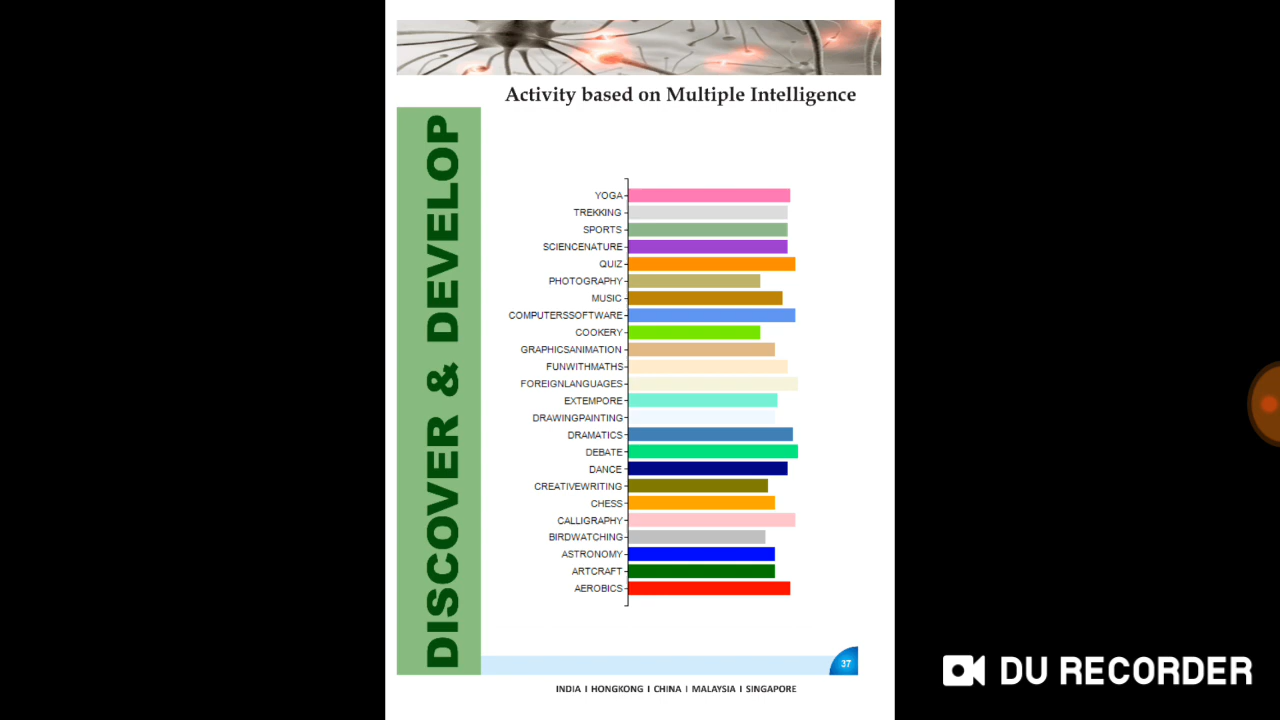 Activity based on Multiple Intelligence
DISCOVER & DEVELOP
YOGA
TREKKING
SPORTS
SCIENCENATURE
QUIZ
PHOTOGRAPHY
MUSIC
COMPUTERSSOFTWARE
COOKERY
GRAPHICSANIMATION
FUNWITHMATHS
FOREIGNLANGUAGES
EXTEMPORE
DRAWINGPAINTING
DRAMATICS
DEBATE
DANCE
CREATIVEWRITING
CHESS
CALLIGRAPHY
BIRDWATCHING
ASTRONOMY
ARTCRAFT
AEROBICS
37
INDIA I HONGKONG I CHINA I MALAYSIA I SINGAPORE
DU RECORDER